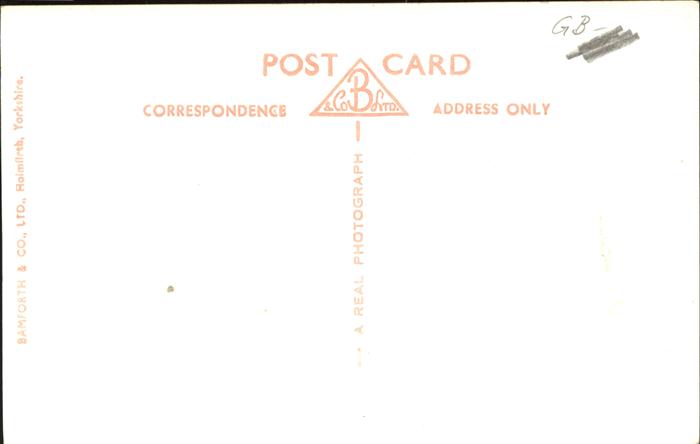 GB-
POST CARD
B
& Co LTD.
CORRESPONDENCE
ADDRESS ONLY
A REAL PHOTOGRAPH
BAMFORTH & CO., LTD., Holmfirth, Yorkshire.